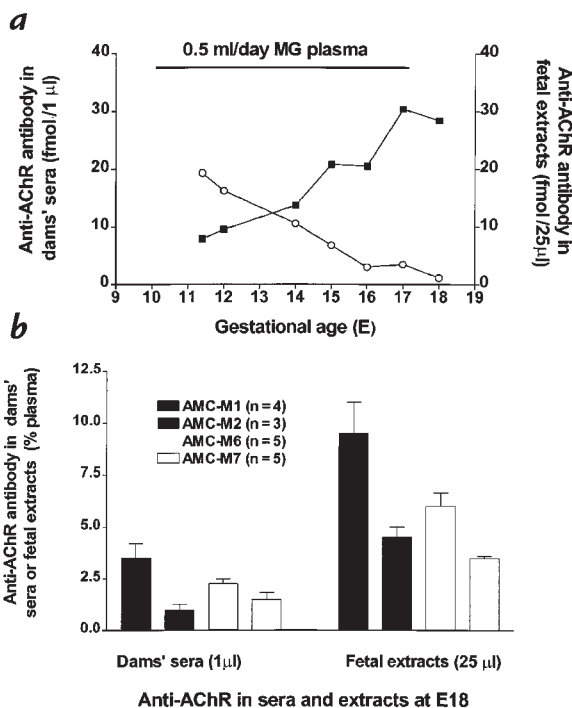 a
0.5 ml/day MG plasma
Anti-AChR antibody in
dams' sera (fmol/1 µl)
40
30
20
10
0
40
30
20
10
0
Anti-AChR antibody in
fetal extracts (fmol/25µl)
9 10 11 12 13 14 15 16 17 18 19
Gestational age (E)
b
Anti-AChR antibody in dams'
sera or fetal extracts (% plasma)
12.5
10.0
7.5
5.0
2.5
0.0
AMC-M1 (n = 4)
AMC-M2 (n = 3)
AMC-M6 (n = 5)
AMC-M7 (n = 5)
Dams' sera (1µl)
Fetal extracts (25 µl)
Anti-AChR in sera and extracts at E18